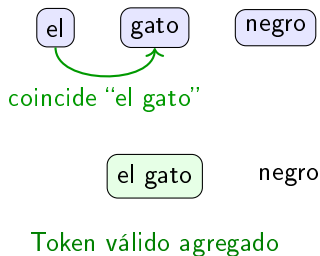 el gato negro
coincide “el gato”
el gato negro
Token válido agregado